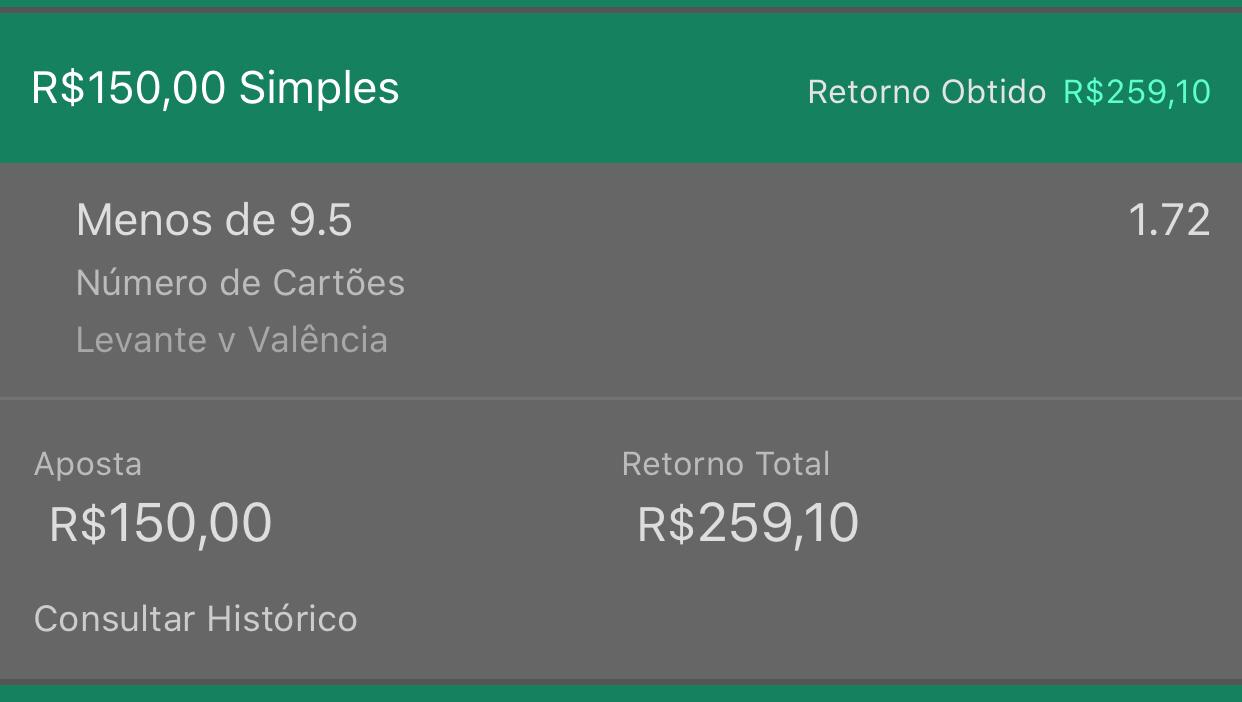 R$150,00 Simples
Retorno Obtido R$259,10
Menos de 9.5 1.72
Número de Cartões
Levante v Valência
Aposta Retorno Total
R$150,00 R$259,10
Consultar Histórico